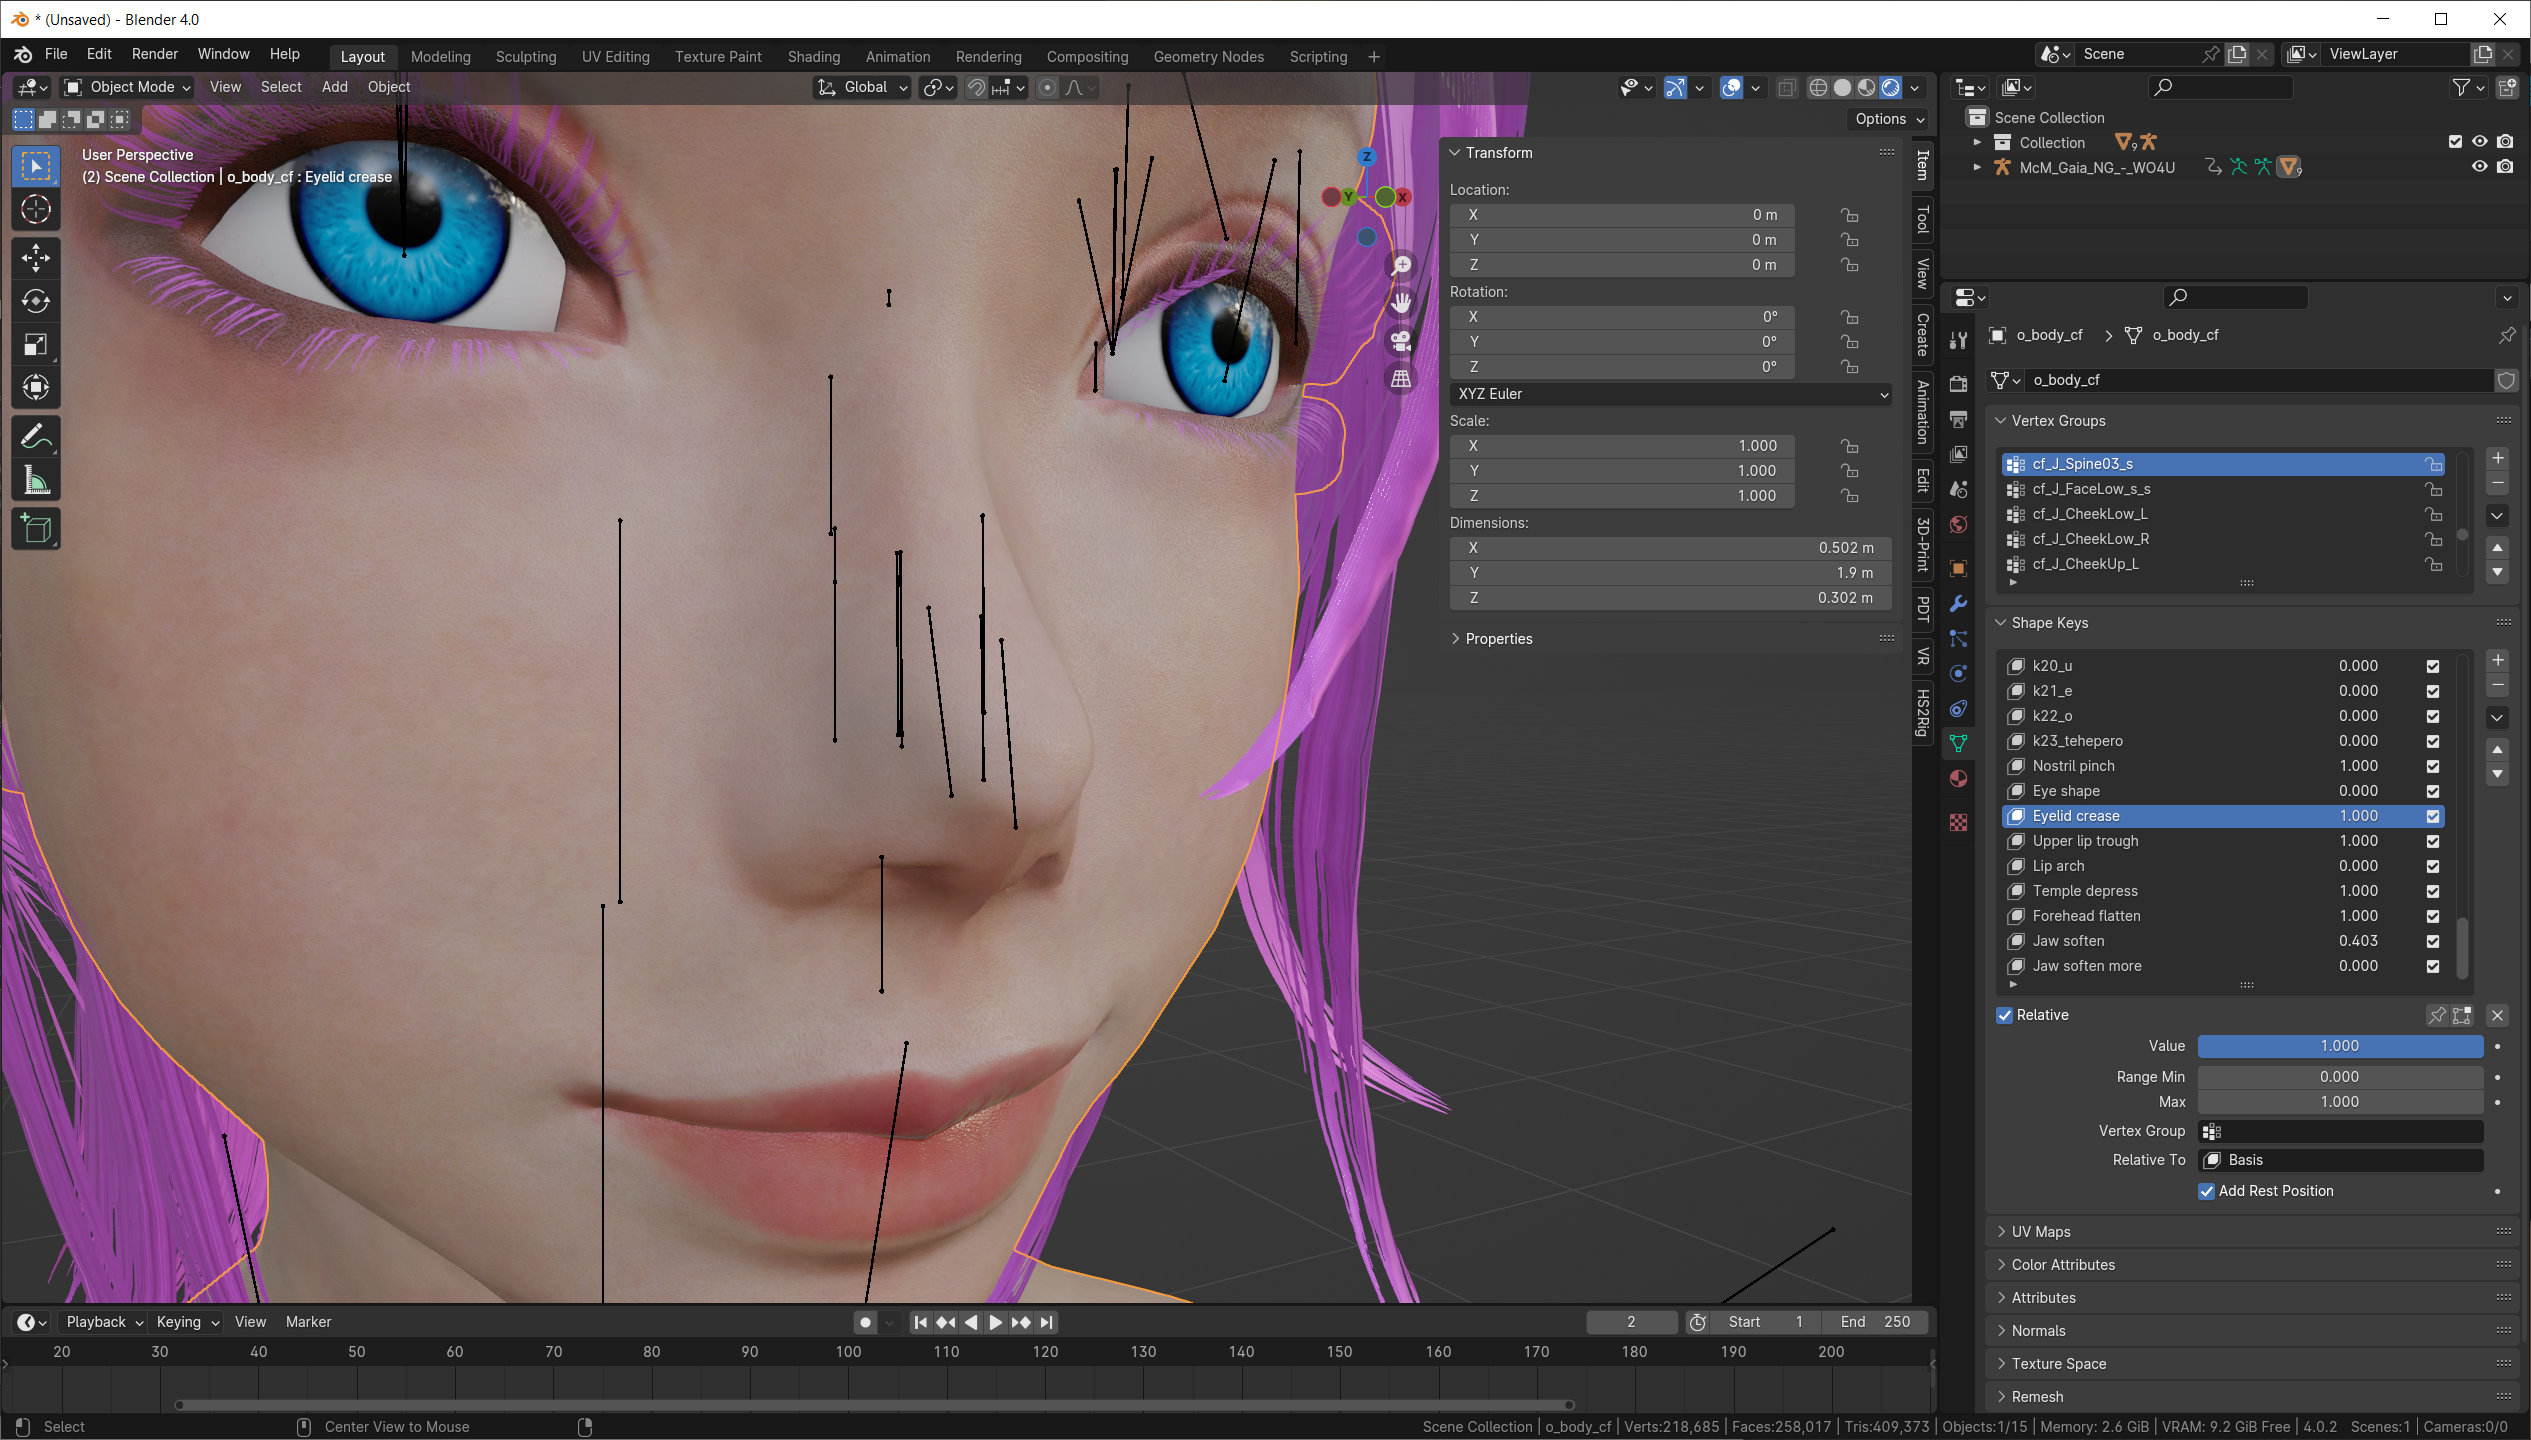 * (Unsaved) - Blender 4.0
File Edit Render Window Help Layout Modeling Sculpting UV Editing Texture Paint Shading Animation Rendering Compositing Geometry Nodes Scripting + Scene ViewLayer
Object Mode View Select Add Object Global
Options
User Perspective
(2) Scene Collection | o_body_cf : Eyelid crease
Z
Y
X
Transform
Location:
X 0 m
Y 0 m
Z 0 m
Rotation:
X 0°
Y 0°
Z 0°
XYZ Euler
Scale:
X 1.000
Y 1.000
Z 1.000
Dimensions:
X 0.502 m
Y 1.9 m
Z 0.302 m
Properties
Item
Tool
View
Create
Animation
Edit
3D-Print
PDT
VR
HS2Rig
Scene Collection
Collection 9
McM_Gaia_NG_-_WO4U 9
o_body_cf > o_body_cf
o_body_cf
Vertex Groups
cf_J_Spine03_s
cf_J_FaceLow_s_s
cf_J_CheekLow_L
cf_J_CheekLow_R
cf_J_CheekUp_L
Shape Keys
k20_u 0.000
k21_e 0.000
k22_o 0.000
k23_tehepero 0.000
Nostril pinch 1.000
Eye shape 0.000
Eyelid crease 1.000
Upper lip trough 1.000
Lip arch 0.000
Temple depress 1.000
Forehead flatten 1.000
Jaw soften 0.403
Jaw soften more 0.000
Relative
Value 1.000
Range Min 0.000
Max 1.000
Vertex Group
Relative To Basis
Add Rest Position
UV Maps
Color Attributes
Attributes
Normals
Texture Space
Remesh
Playback Keying View Marker 2 Start 1 End 250
20 30 40 50 60 70 80 90 100 110 120 130 140 150 160 170 180 190 200
Select Center View to Mouse Scene Collection | o_body_cf | Verts:218,685 | Faces:258,017 | Tris:409,373 | Objects:1/15 | Memory: 2.6 GiB | VRAM: 9.2 GiB Free | 4.0.2 Scenes:1 | Cameras:0/0